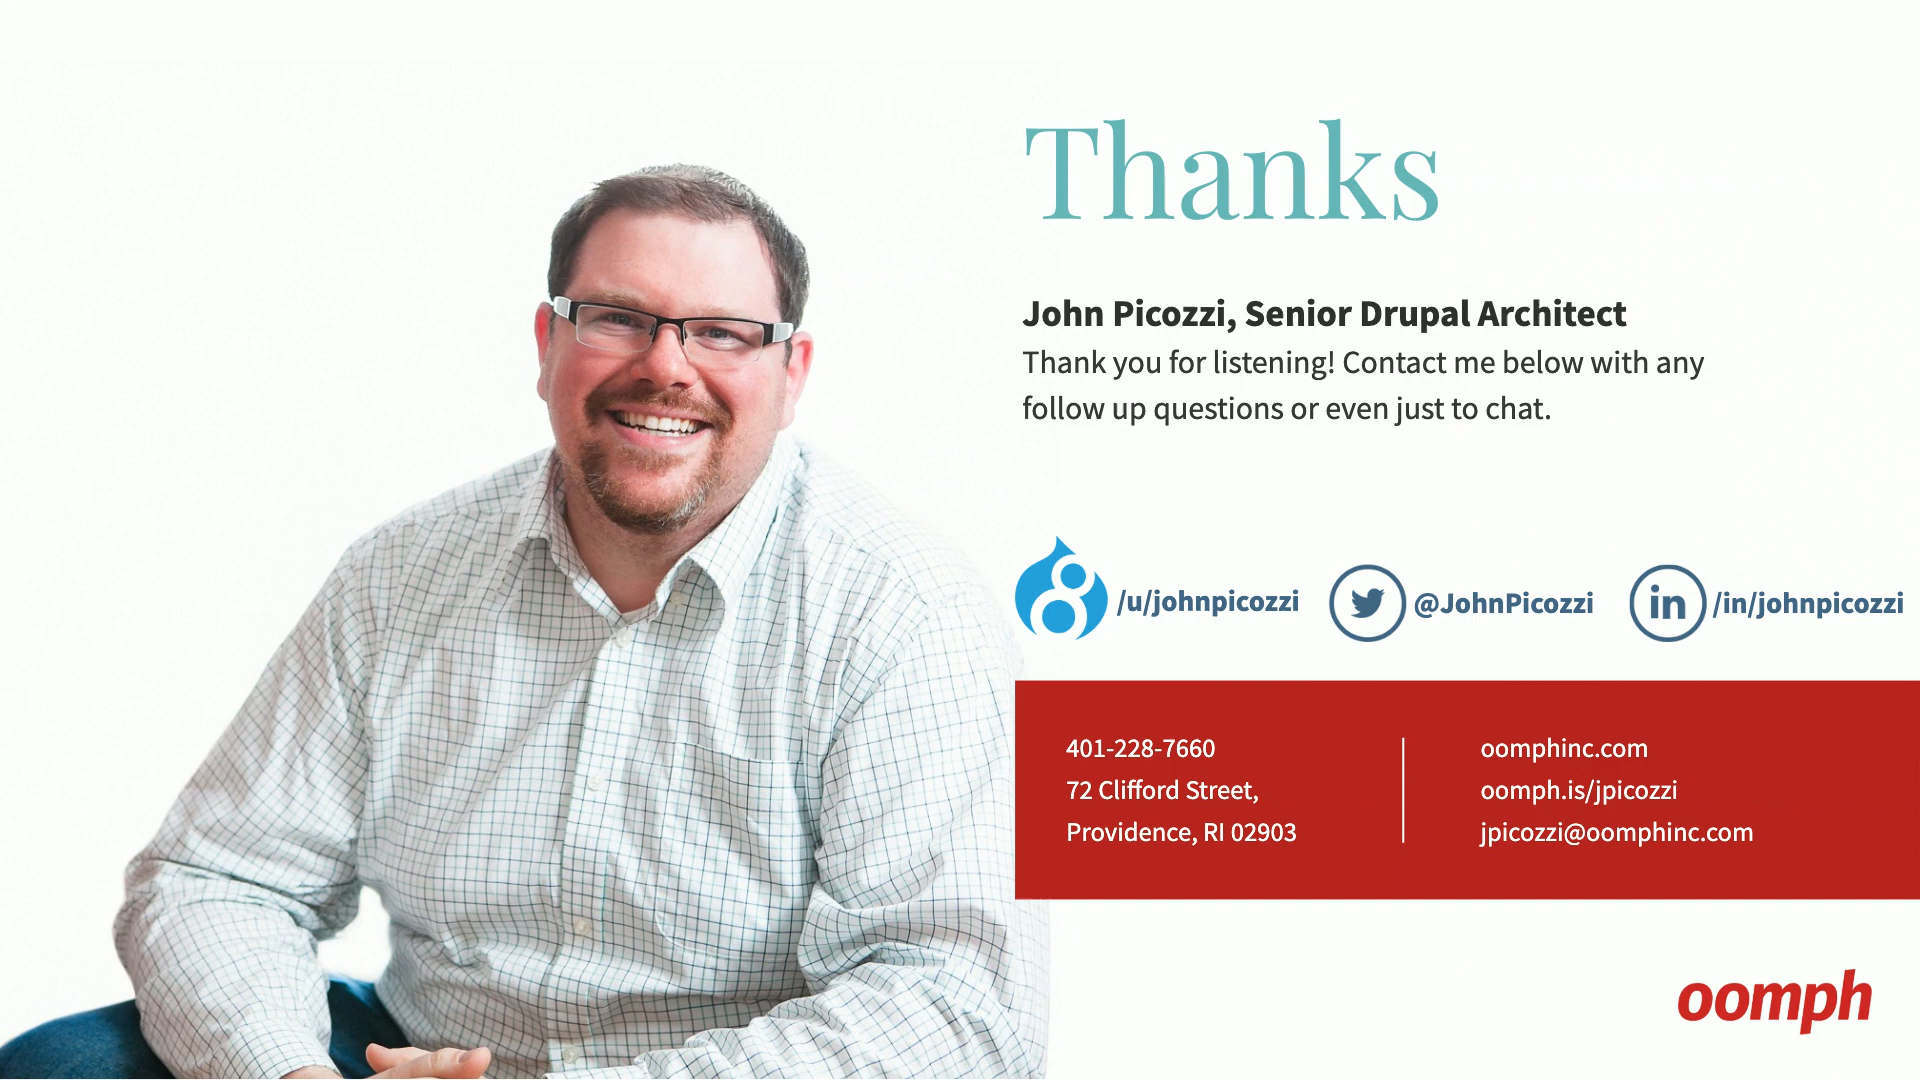 Thanks
John Picozzi, Senior Drupal Architect
Thank you for listening! Contact me below with any
follow up questions or even just to chat.
/u/johnpicozzi
@JohnPicozzi
in /in/johnpicozzi
401-228-7660
72 Clifford Street,
Providence, RI 02903
oomphinc.com
oomph.is/jpicozzi
jpicozzi@oomphinc.com
oomph